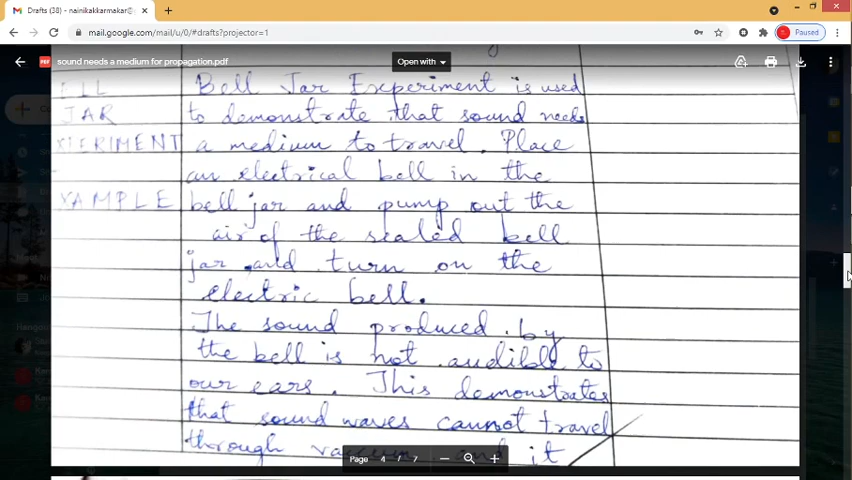 Drafts (38) - nainikakkarmakar@
mail.google.com/mail/u/0/#drafts?projector=1
Paused
PDF sound needs a medium for propagation.pdf
Open with
Bell Jar Experiment is used
JAR to demonstrate that sound needs
XPERIMENT a medium to travel. Place
an electrical bell in the
XAMPLE bell jar and pump out the
air of the sealed bell
jar and turn on the
electric bell.
The sound produced by
the bell is not audible to
our ears. This demonstrates
that sound waves cannot travel
through and it
Page 4 / 7